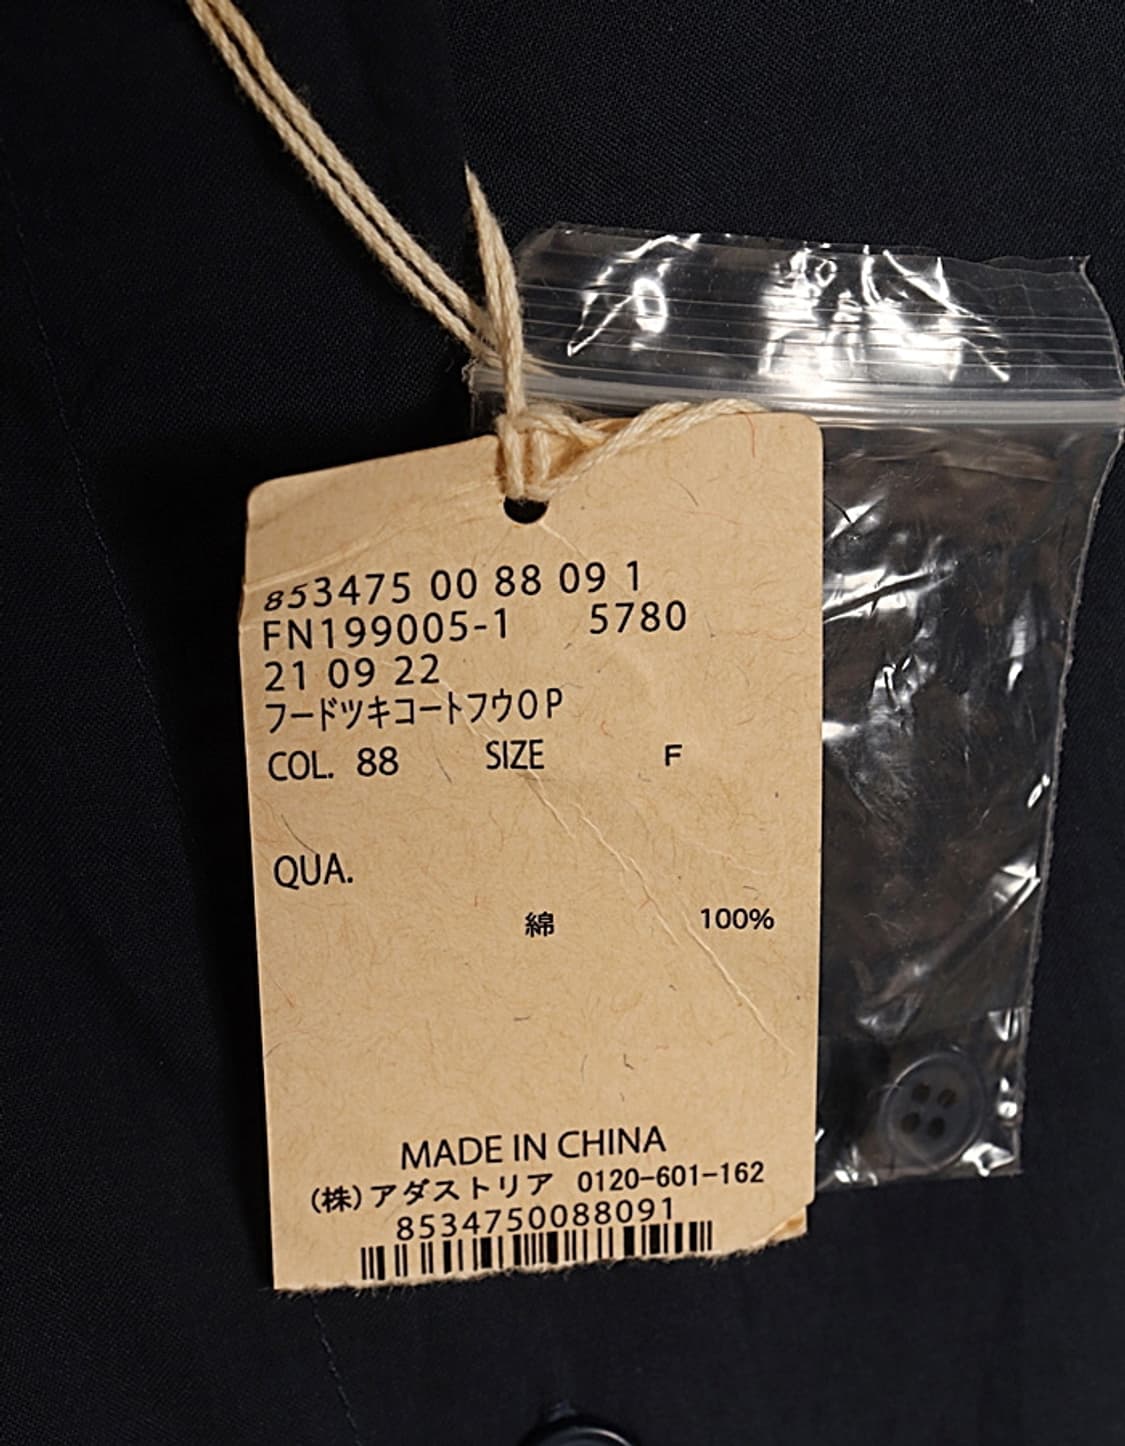 853475 00 88 09 1
FN199005-1 5780
21 09 22
フードツキコートフウOP
COL. 88 SIZE F
QUA.
綿 100%
MADE IN CHINA
(株)アダストリア 0120-601-162
8534750088091